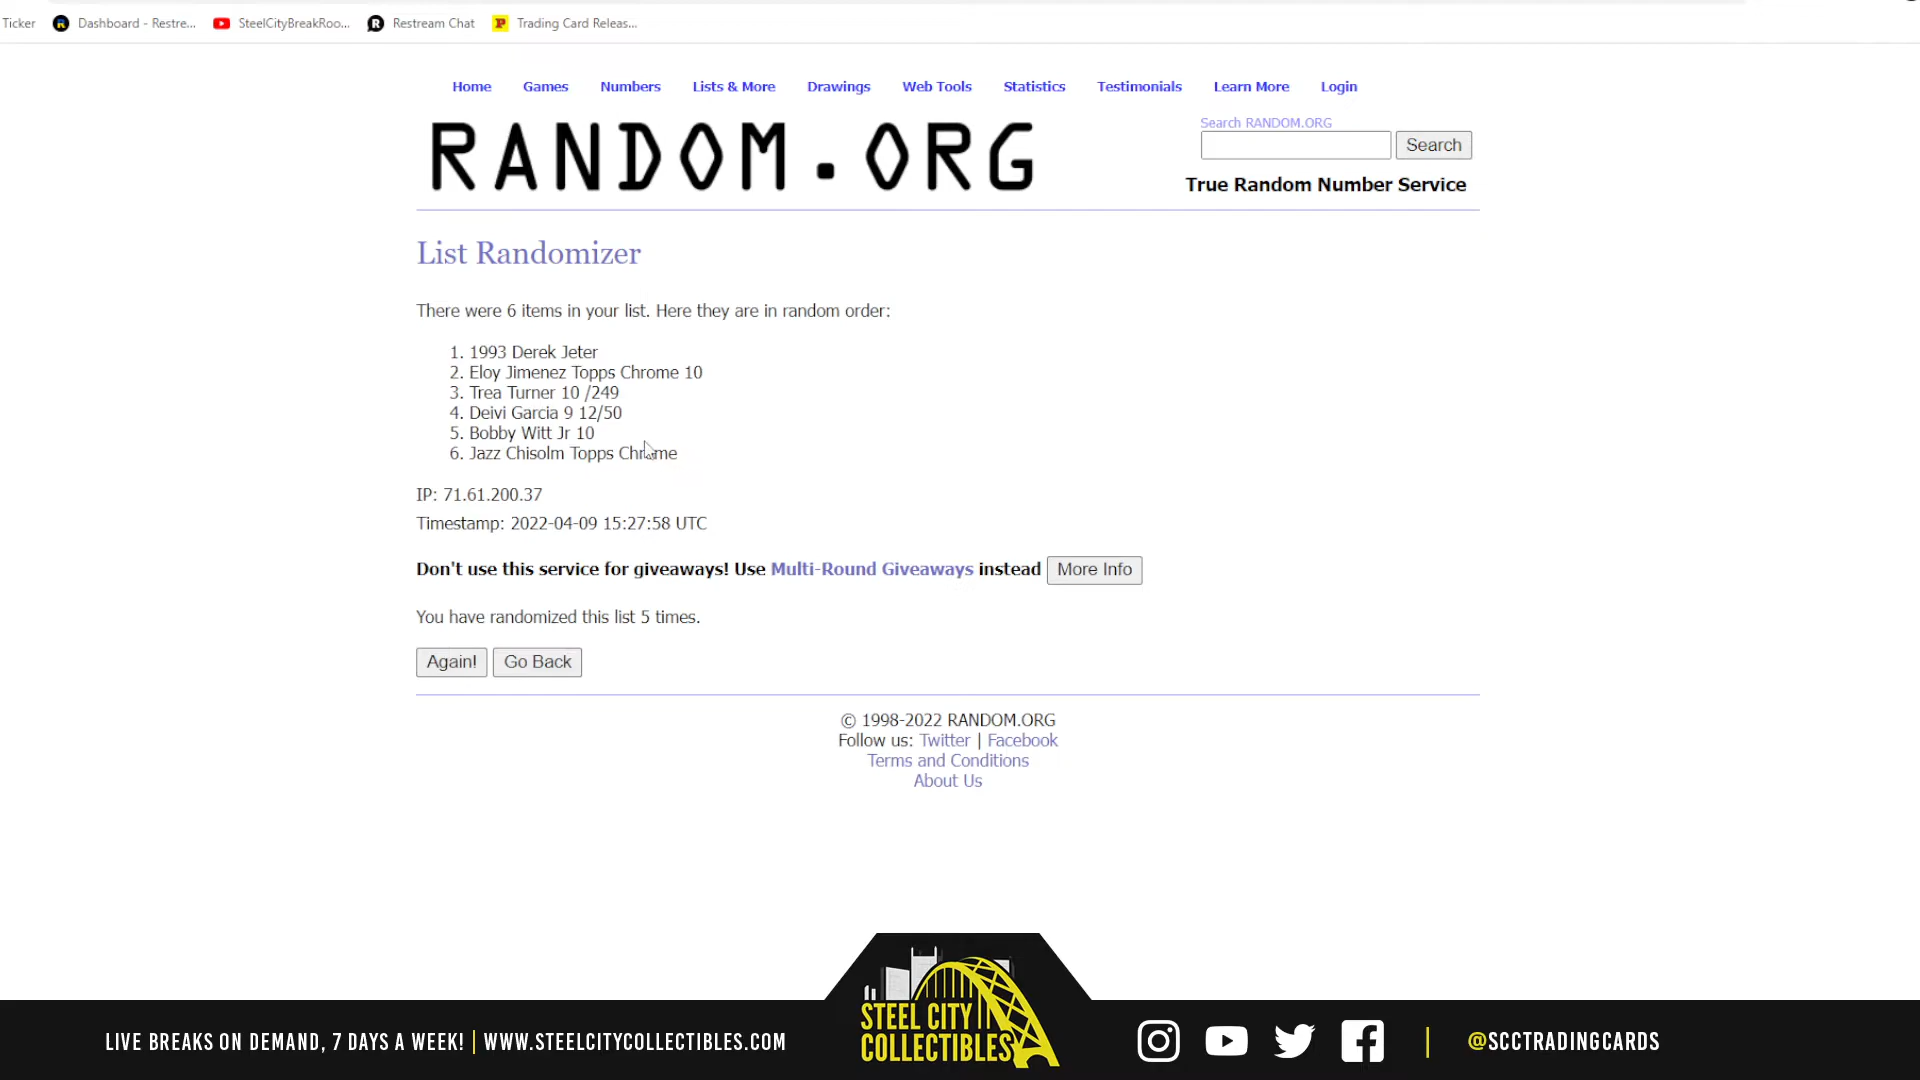 Ticker Dashboard - Restre... SteelCityBreakRoo... Restream Chat Trading Card Releas...
Home Games Numbers Lists & More Drawings Web Tools Statistics Testimonials Learn More Login
RANDOM.ORG
Search RANDOM.ORG
Search
True Random Number Service
List Randomizer
There were 6 items in your list. Here they are in random order:
1. 1993 Derek Jeter
2. Eloy Jimenez Topps Chrome 10
3. Trea Turner 10 /249
4. Deivi Garcia 9 12/50
5. Bobby Witt Jr 10
6. Jazz Chisolm Topps Chrome
IP: 71.61.200.37
Timestamp: 2022-04-09 15:27:58 UTC
Don't use this service for giveaways! Use Multi-Round Giveaways instead More Info
You have randomized this list 5 times.
Again! Go Back
© 1998-2022 RANDOM.ORG
Follow us: Twitter | Facebook
Terms and Conditions
About Us
STEEL CITY
COLLECTIBLES
LIVE BREAKS ON DEMAND, 7 DAYS A WEEK! | WWW.STEELCITYCOLLECTIBLES.COM
| @SCCTRADINGCARDS